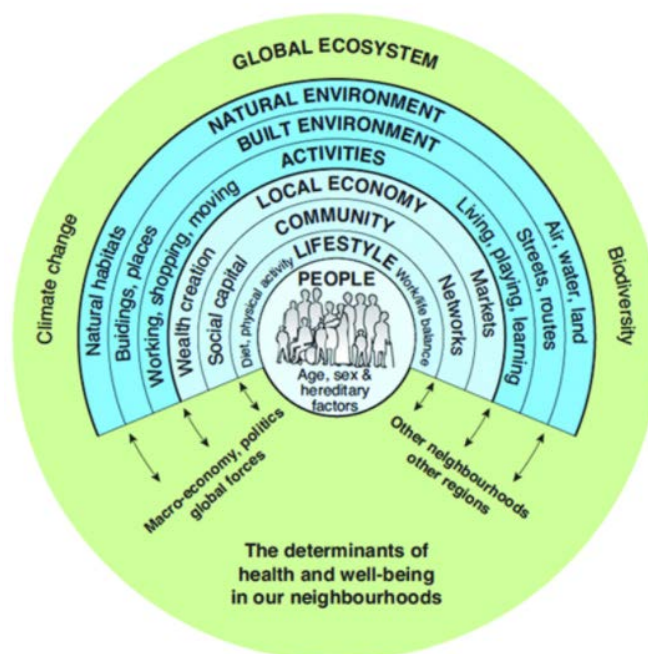 GLOBAL ECOSYSTEM
Climate change
Biodiversity
NATURAL ENVIRONMENT
Natural habitats
Air, water, land
BUILT ENVIRONMENT
Buidings, places
Streets, routes
ACTIVITIES
Working, shopping, moving
Living, playing, learning
LOCAL ECONOMY
Wealth creation
Markets
COMMUNITY
Social capital
Networks
LIFESTYLE
Diet, physical activity
Work/life balance
PEOPLE
Age, sex &
hereditary
factors
Macro-economy, politics
global forces
Other neighbourhoods
other regions
The determinants of
health and well-being
in our neighbourhoods